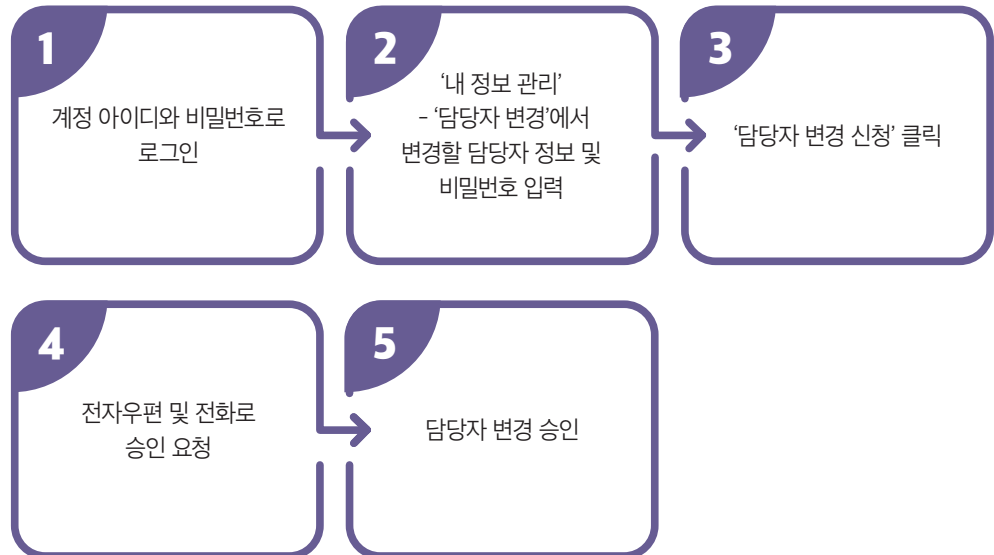 1
계정 아이디와 비밀번호로
로그인
2
‘내 정보 관리’
- ‘담당자 변경’에서
변경할 담당자 정보 및
비밀번호 입력
3
‘담당자 변경 신청’ 클릭
4
전자우편 및 전화로
승인 요청
5
담당자 변경 승인